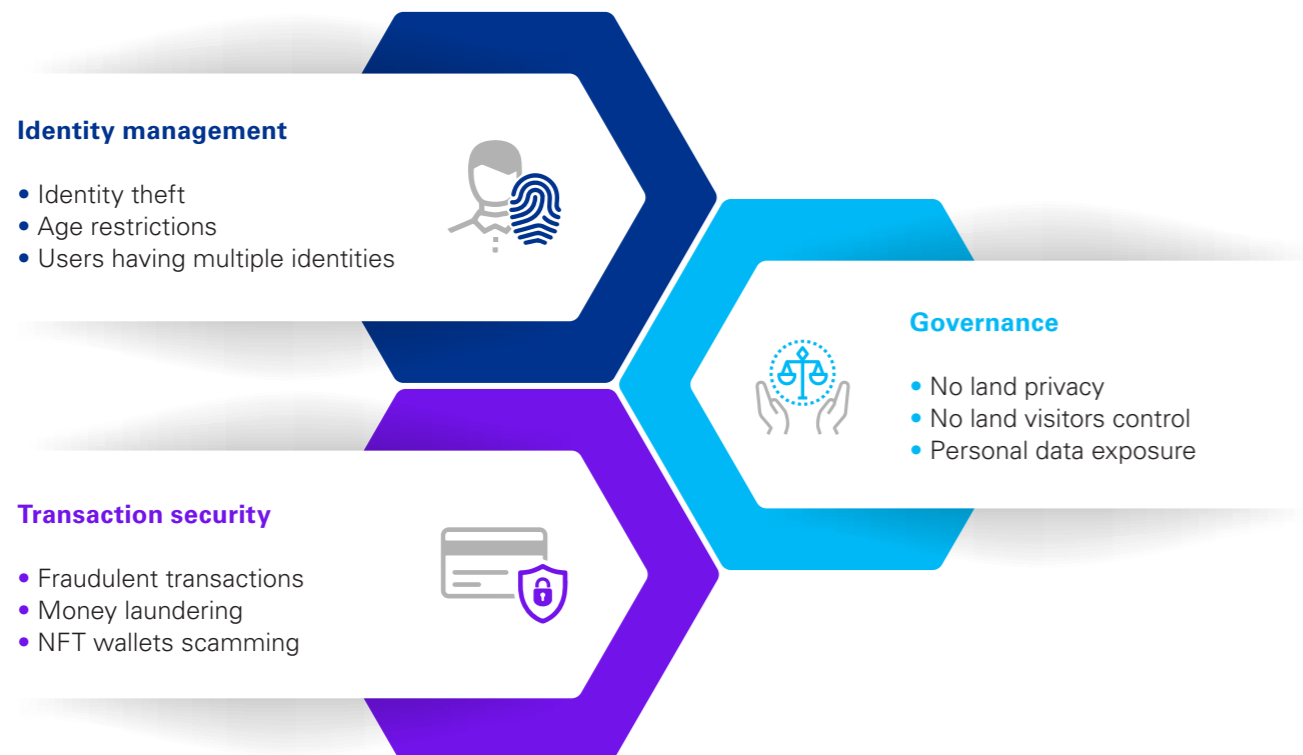 Identity management
• Identity theft
• Age restrictions
• Users having multiple identities
Governance
• No land privacy
• No land visitors control
• Personal data exposure
Transaction security
• Fraudulent transactions
• Money laundering
• NFT wallets scamming